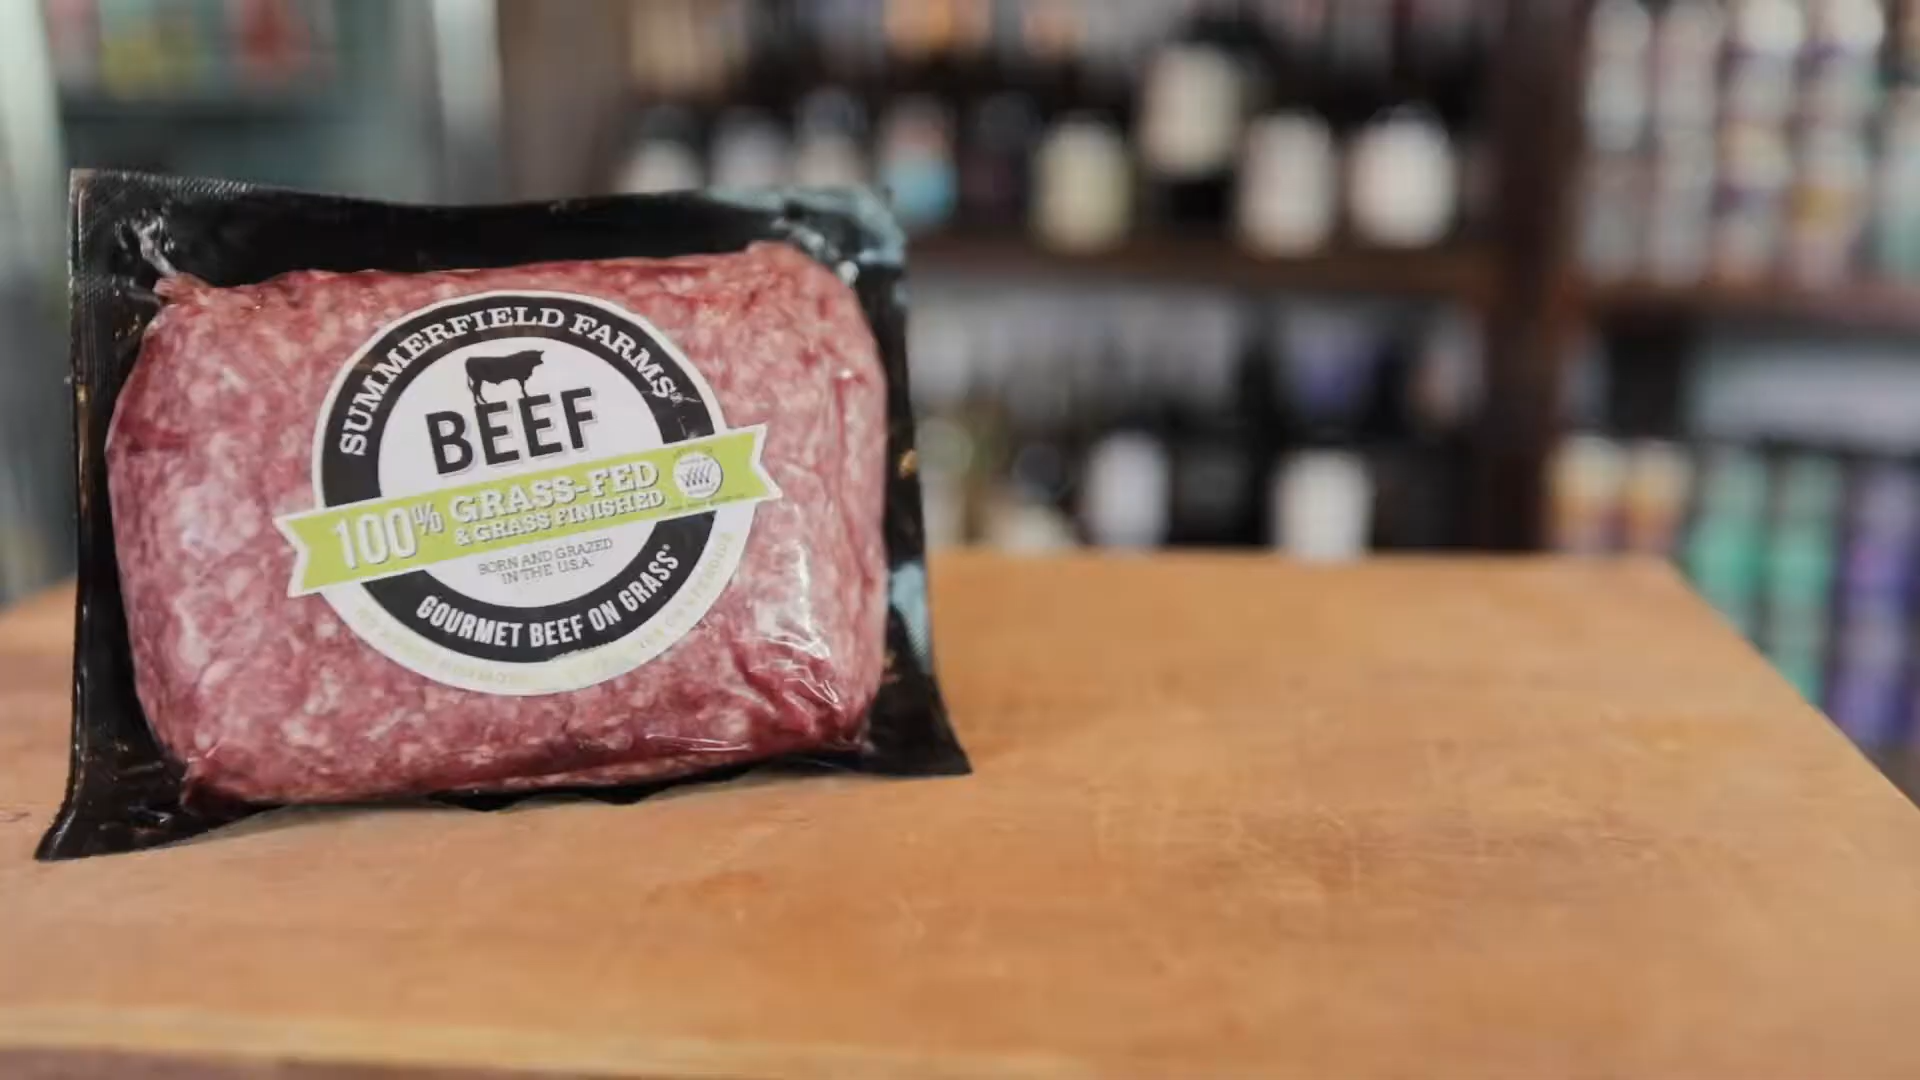 SUMMERFIELD FARMS®
BEEF
100% GRASS-FED
& GRASS FINISHED
BORN AND GRAZED
IN THE U.S.A.
GOURMET BEEF ON GRASS®